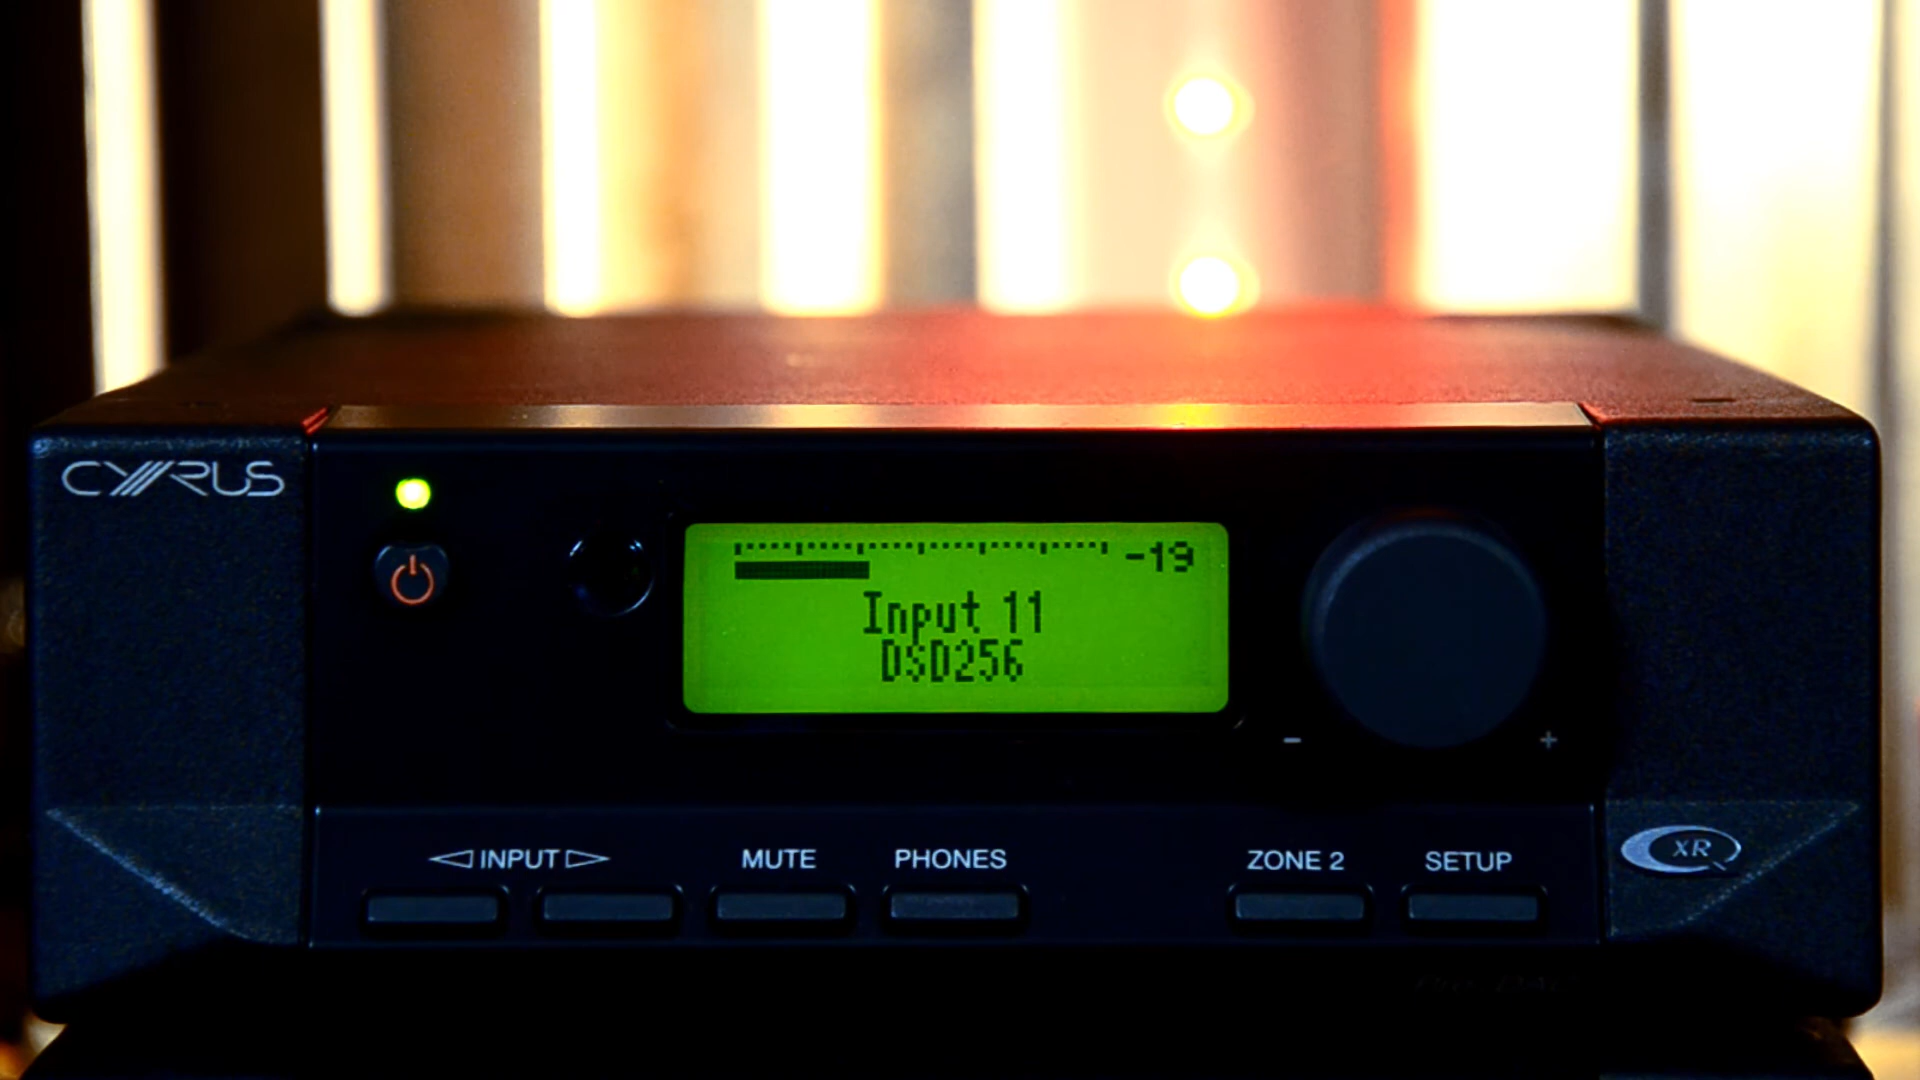 CYRUS
-19
Input 11
DSD256
- +
INPUT MUTE PHONES ZONE 2 SETUP
XR